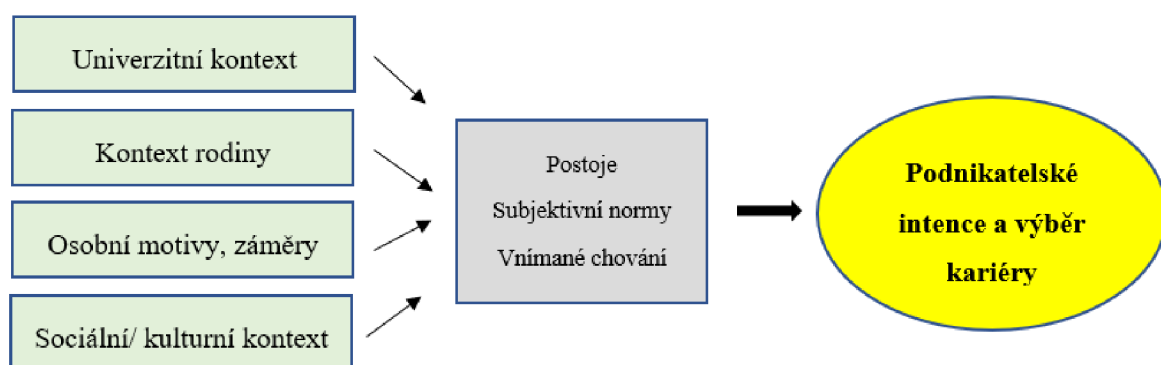 Univerzitní kontext
Kontext rodiny
Osobní motivy, záměry
Sociální/ kulturní kontext
Postoje
Subjektivní normy
Vnímané chování
Podnikatelské
intence a výběr
kariéry